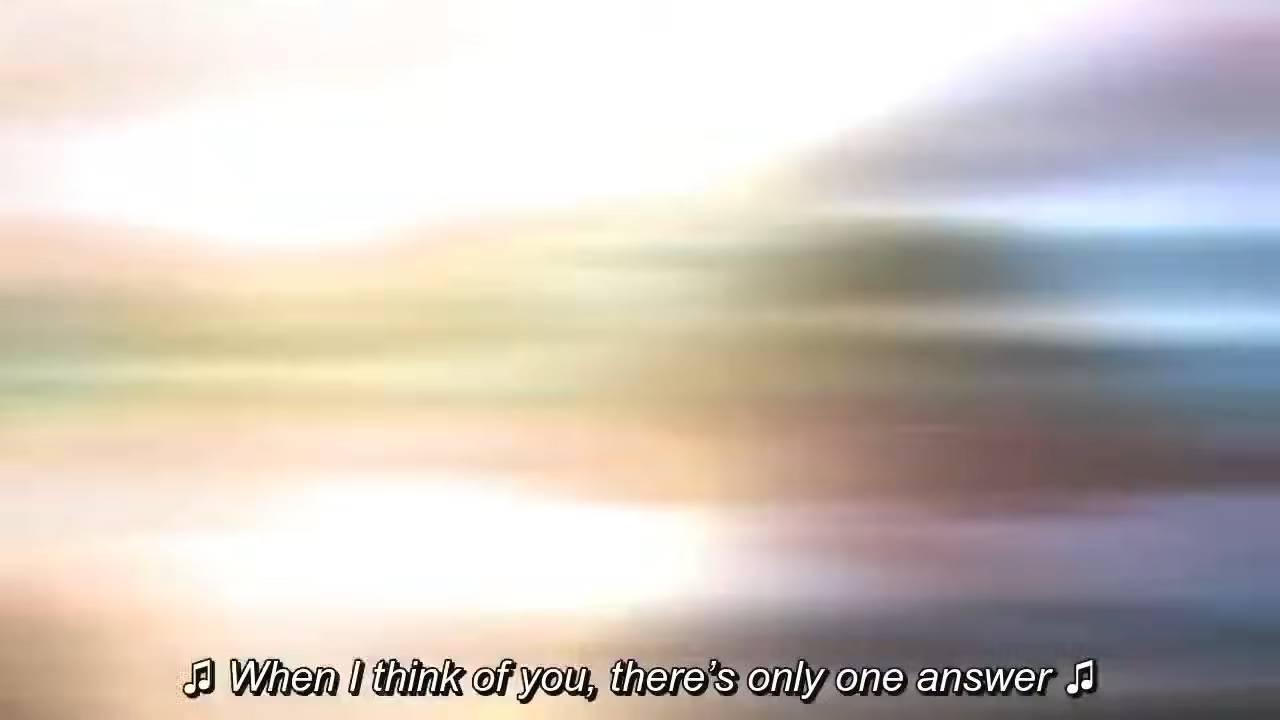 ♫ When I think of you, there’s only one answer ♫